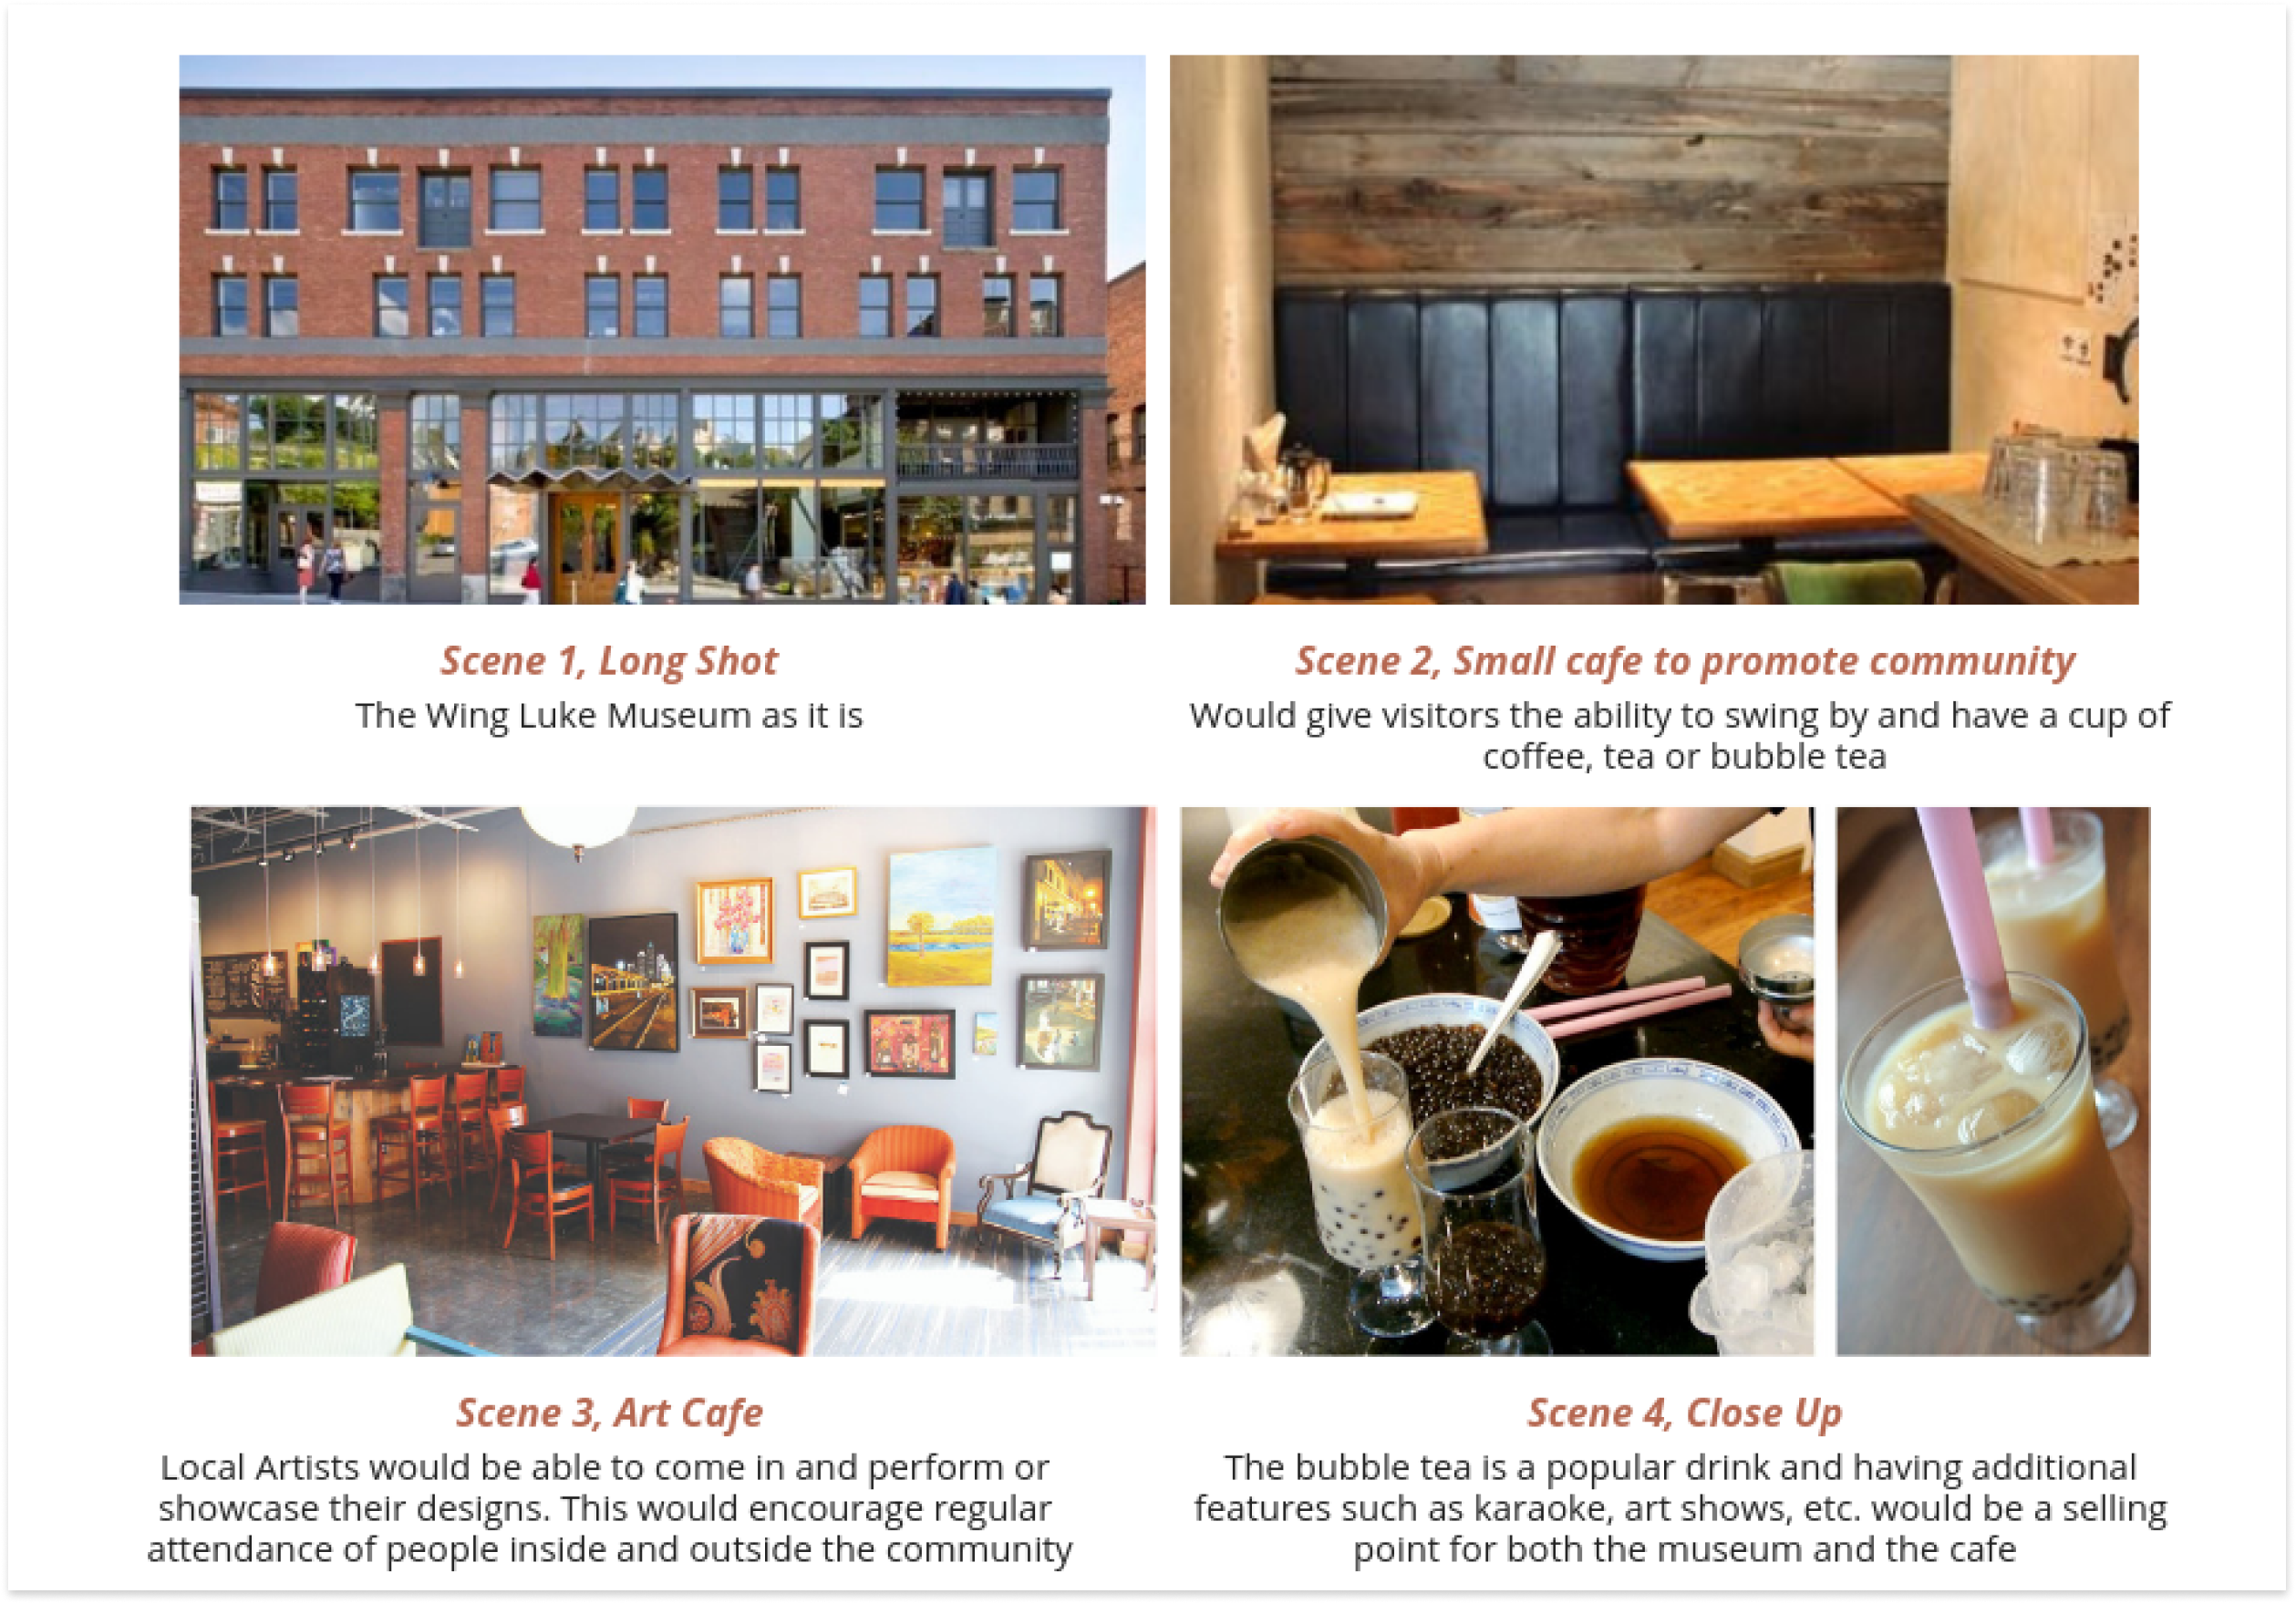 Scene 1, Long Shot
The Wing Luke Museum as it is
Scene 2, Small cafe to promote community
Would give visitors the ability to swing by and have a cup of
coffee, tea or bubble tea
Scene 3, Art Cafe
Local Artists would be able to come in and perform or
showcase their designs. This would encourage regular
attendance of people inside and outside the community
Scene 4, Close Up
The bubble tea is a popular drink and having additional
features such as karaoke, art shows, etc. would be a selling
point for both the museum and the cafe